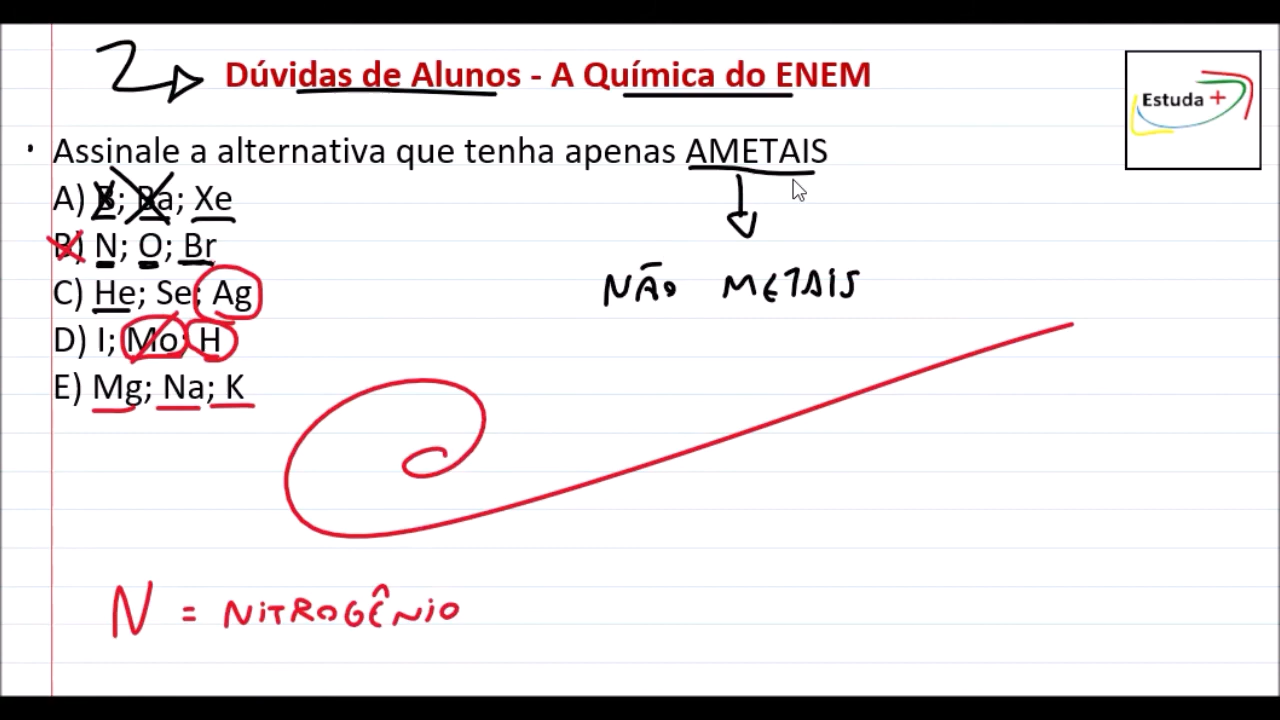 Dúvidas de Alunos - A Química do ENEM
Estuda +
Assinale a alternativa que tenha apenas AMETAIS
A) B; Ba; Xe
B) N; O; Br
C) He; Se; Ag
D) I; Mo; H
E) Mg; Na; K
NÃO METAIS
N = NITROGÊNIO